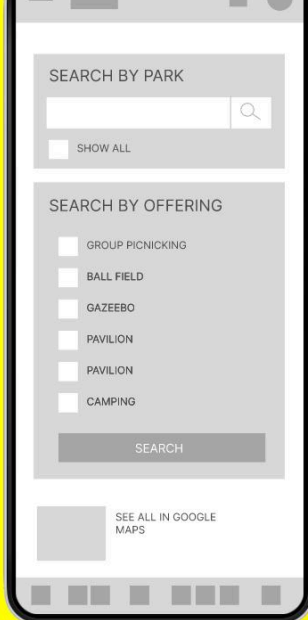 SEARCH BY PARK
SHOW ALL
SEARCH BY OFFERING
GROUP PICNICKING
BALL FIELD
GAZEEBO
PAVILION
PAVILION
CAMPING
SEARCH
SEE ALL IN GOOGLE
MAPS